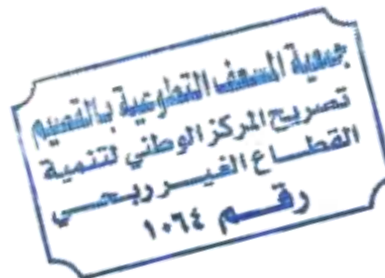 جمعية المسعف التطوعية بالقصيم
تصريح المركز الوطني لتنمية
القطاع الغير ربحي
رقم ١٠٦٤